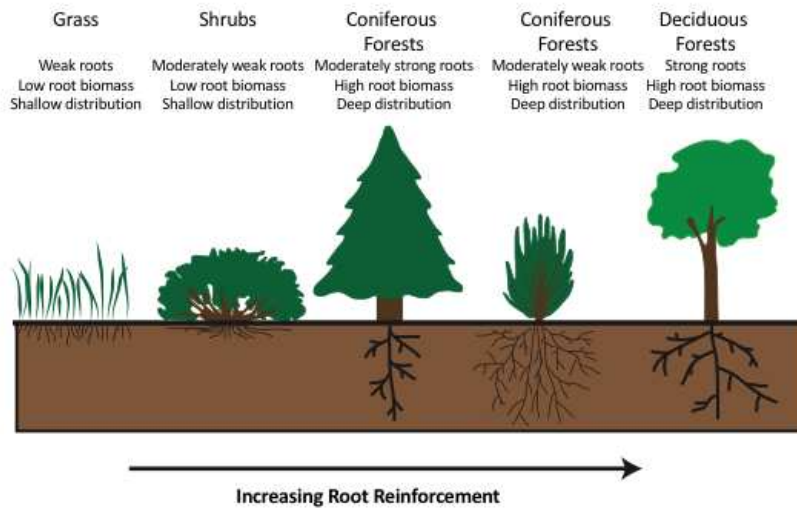 Grass
Weak roots
Low root biomass
Shallow distribution
Shrubs
Moderately weak roots
Low root biomass
Shallow distribution
Coniferous
Forests
Moderately strong roots
High root biomass
Deep distribution
Coniferous
Forests
Moderately weak roots
High root biomass
Deep distribution
Deciduous
Forests
Strong roots
High root biomass
Deep distribution
Increasing Root Reinforcement